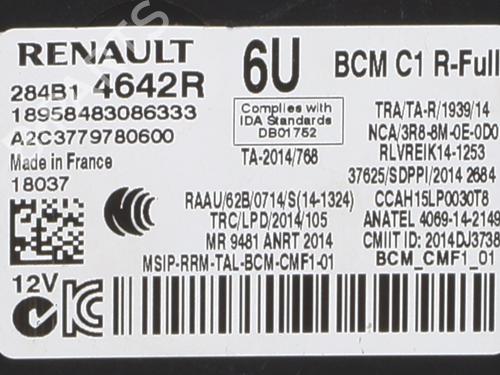 RENAULT
6U
BCM C1 R-Full
284B1 4642R
18958483086333
A2C3779780600
Made in France
18037
Complies with
IDA Standards
DB01752
TA-2014/768
TRA/TA-R/1939/14
NCA/3R8-8M-0E-0D0
RLVREIK14-1253
37625/SDPPI/2014 2684
RAAU/62B/0714/S(14-1324)
CCAH15LP0030T8
TRC/LPD/2014/105
ANATEL 4069-14-2149
MR 9481 ANRT 2014
CMIIT ID: 2014DJ3738
MSIP-RRM-TAL-BCM-CMF1-01
BCM_CMF1_01
12V